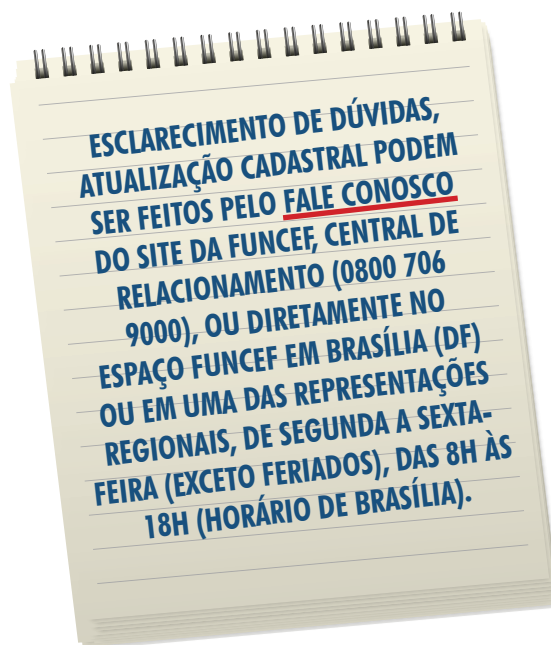 ESCLARECIMENTO DE DÚVIDAS,
ATUALIZAÇÃO CADASTRAL PODEM
SER FEITOS PELO FALE CONOSCO
DO SITE DA FUNCEF, CENTRAL DE
RELACIONAMENTO (0800 706
9000), OU DIRETAMENTE NO
ESPAÇO FUNCEF EM BRASÍLIA (DF)
OU EM UMA DAS REPRESENTAÇÕES
REGIONAIS, DE SEGUNDA A SEXTA-
FEIRA (EXCETO FERIADOS), DAS 8H ÀS
18H (HORÁRIO DE BRASÍLIA).